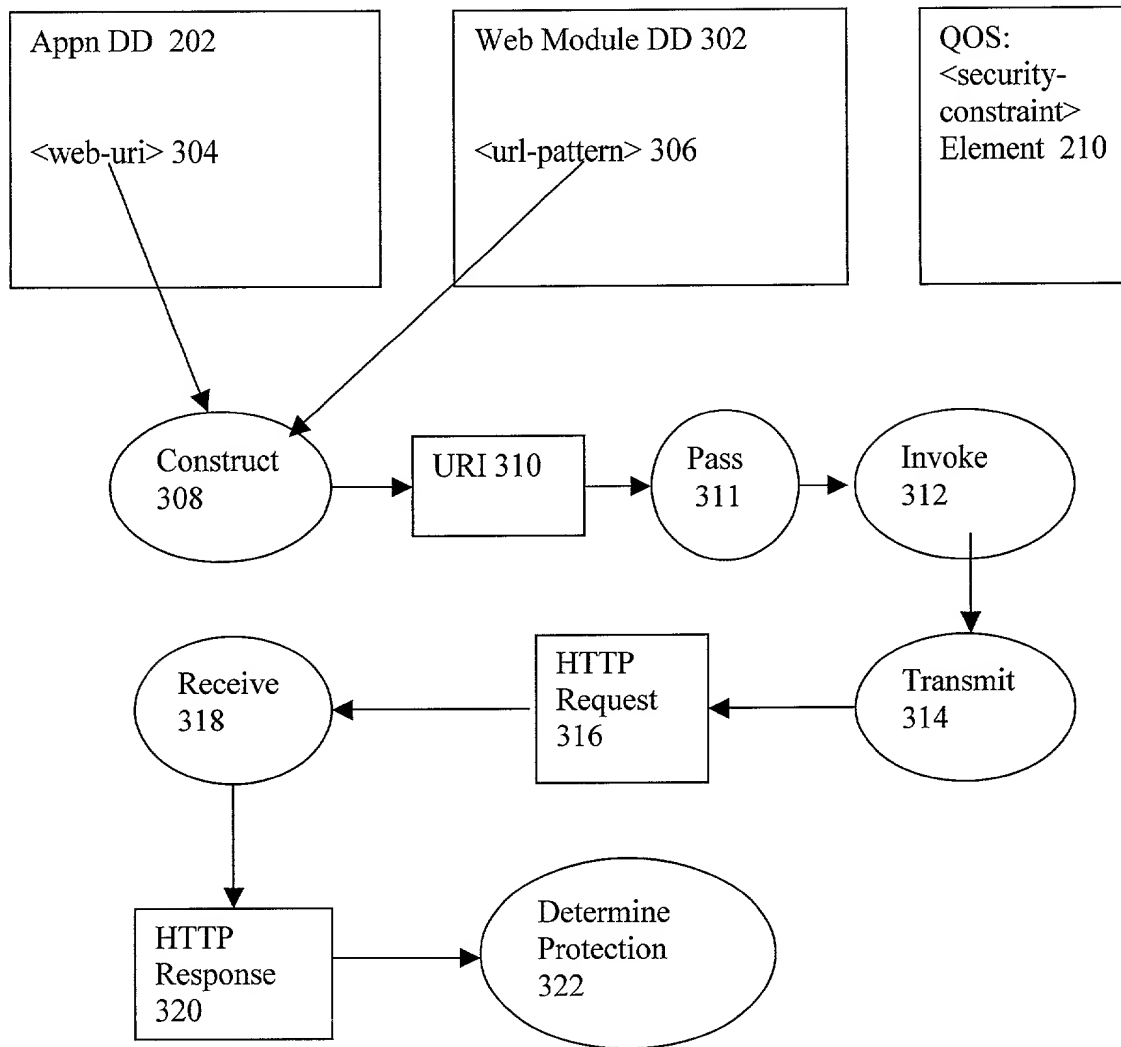 Appn DD 202
<web-uri> 304
Web Module DD 302
<url-pattern> 306
QOS:
<security-
constraint>
Element 210
Construct
308
URI 310
Pass
311
Invoke
312
Receive
318
HTTP
Request
316
Transmit
314
HTTP
Response
320
Determine
Protection
322